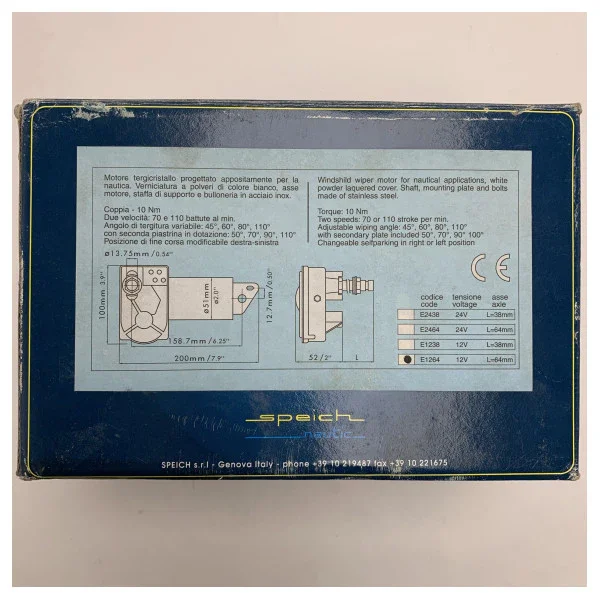 Motore tergicristallo progettato appositamente per la
nautica. Verniciatura a polveri di colore bianco, asse
motore, staffa di supporto e bulloneria in acciaio inox.
Coppia - 10 Nm
Due velocità: 70 e 110 battute al min.
Angolo di tergitura variabile: 45°, 60°, 80°, 110°
con seconda piastrina in dotazione: 50°, 70°, 90°, 110°
Posizione di fine corsa modificabile destra-sinistra
Windshild wiper motor for nautical applications, white
powder laquered cover. Shaft, mounting plate and bolts
made of stainless steel.
Torque: 10 Nm
Two speeds: 70 or 110 stroke per min.
Adjustable wiping angle: 45°, 60°, 80°, 110°
with secondary plate included 50°, 70°, 90° 100°
Changeable selfparking in right or left position
ø13.75mm/0.54"
100mm 3.9"
ø51mm
ø2.0"
12.7mm/0.50"
158.7mm/6.25"
200mm/7.9"
52/2"
L
CE
codice tensione asse
code voltage axle
E2438 24V L=38mm
E2464 24V L=64mm
E1238 12V L=38mm
E1264 12V L=64mm
speich
nautic
SPEICH s.r.l - Genova Italy - phone +39 10 219487 fax +39 10 221675